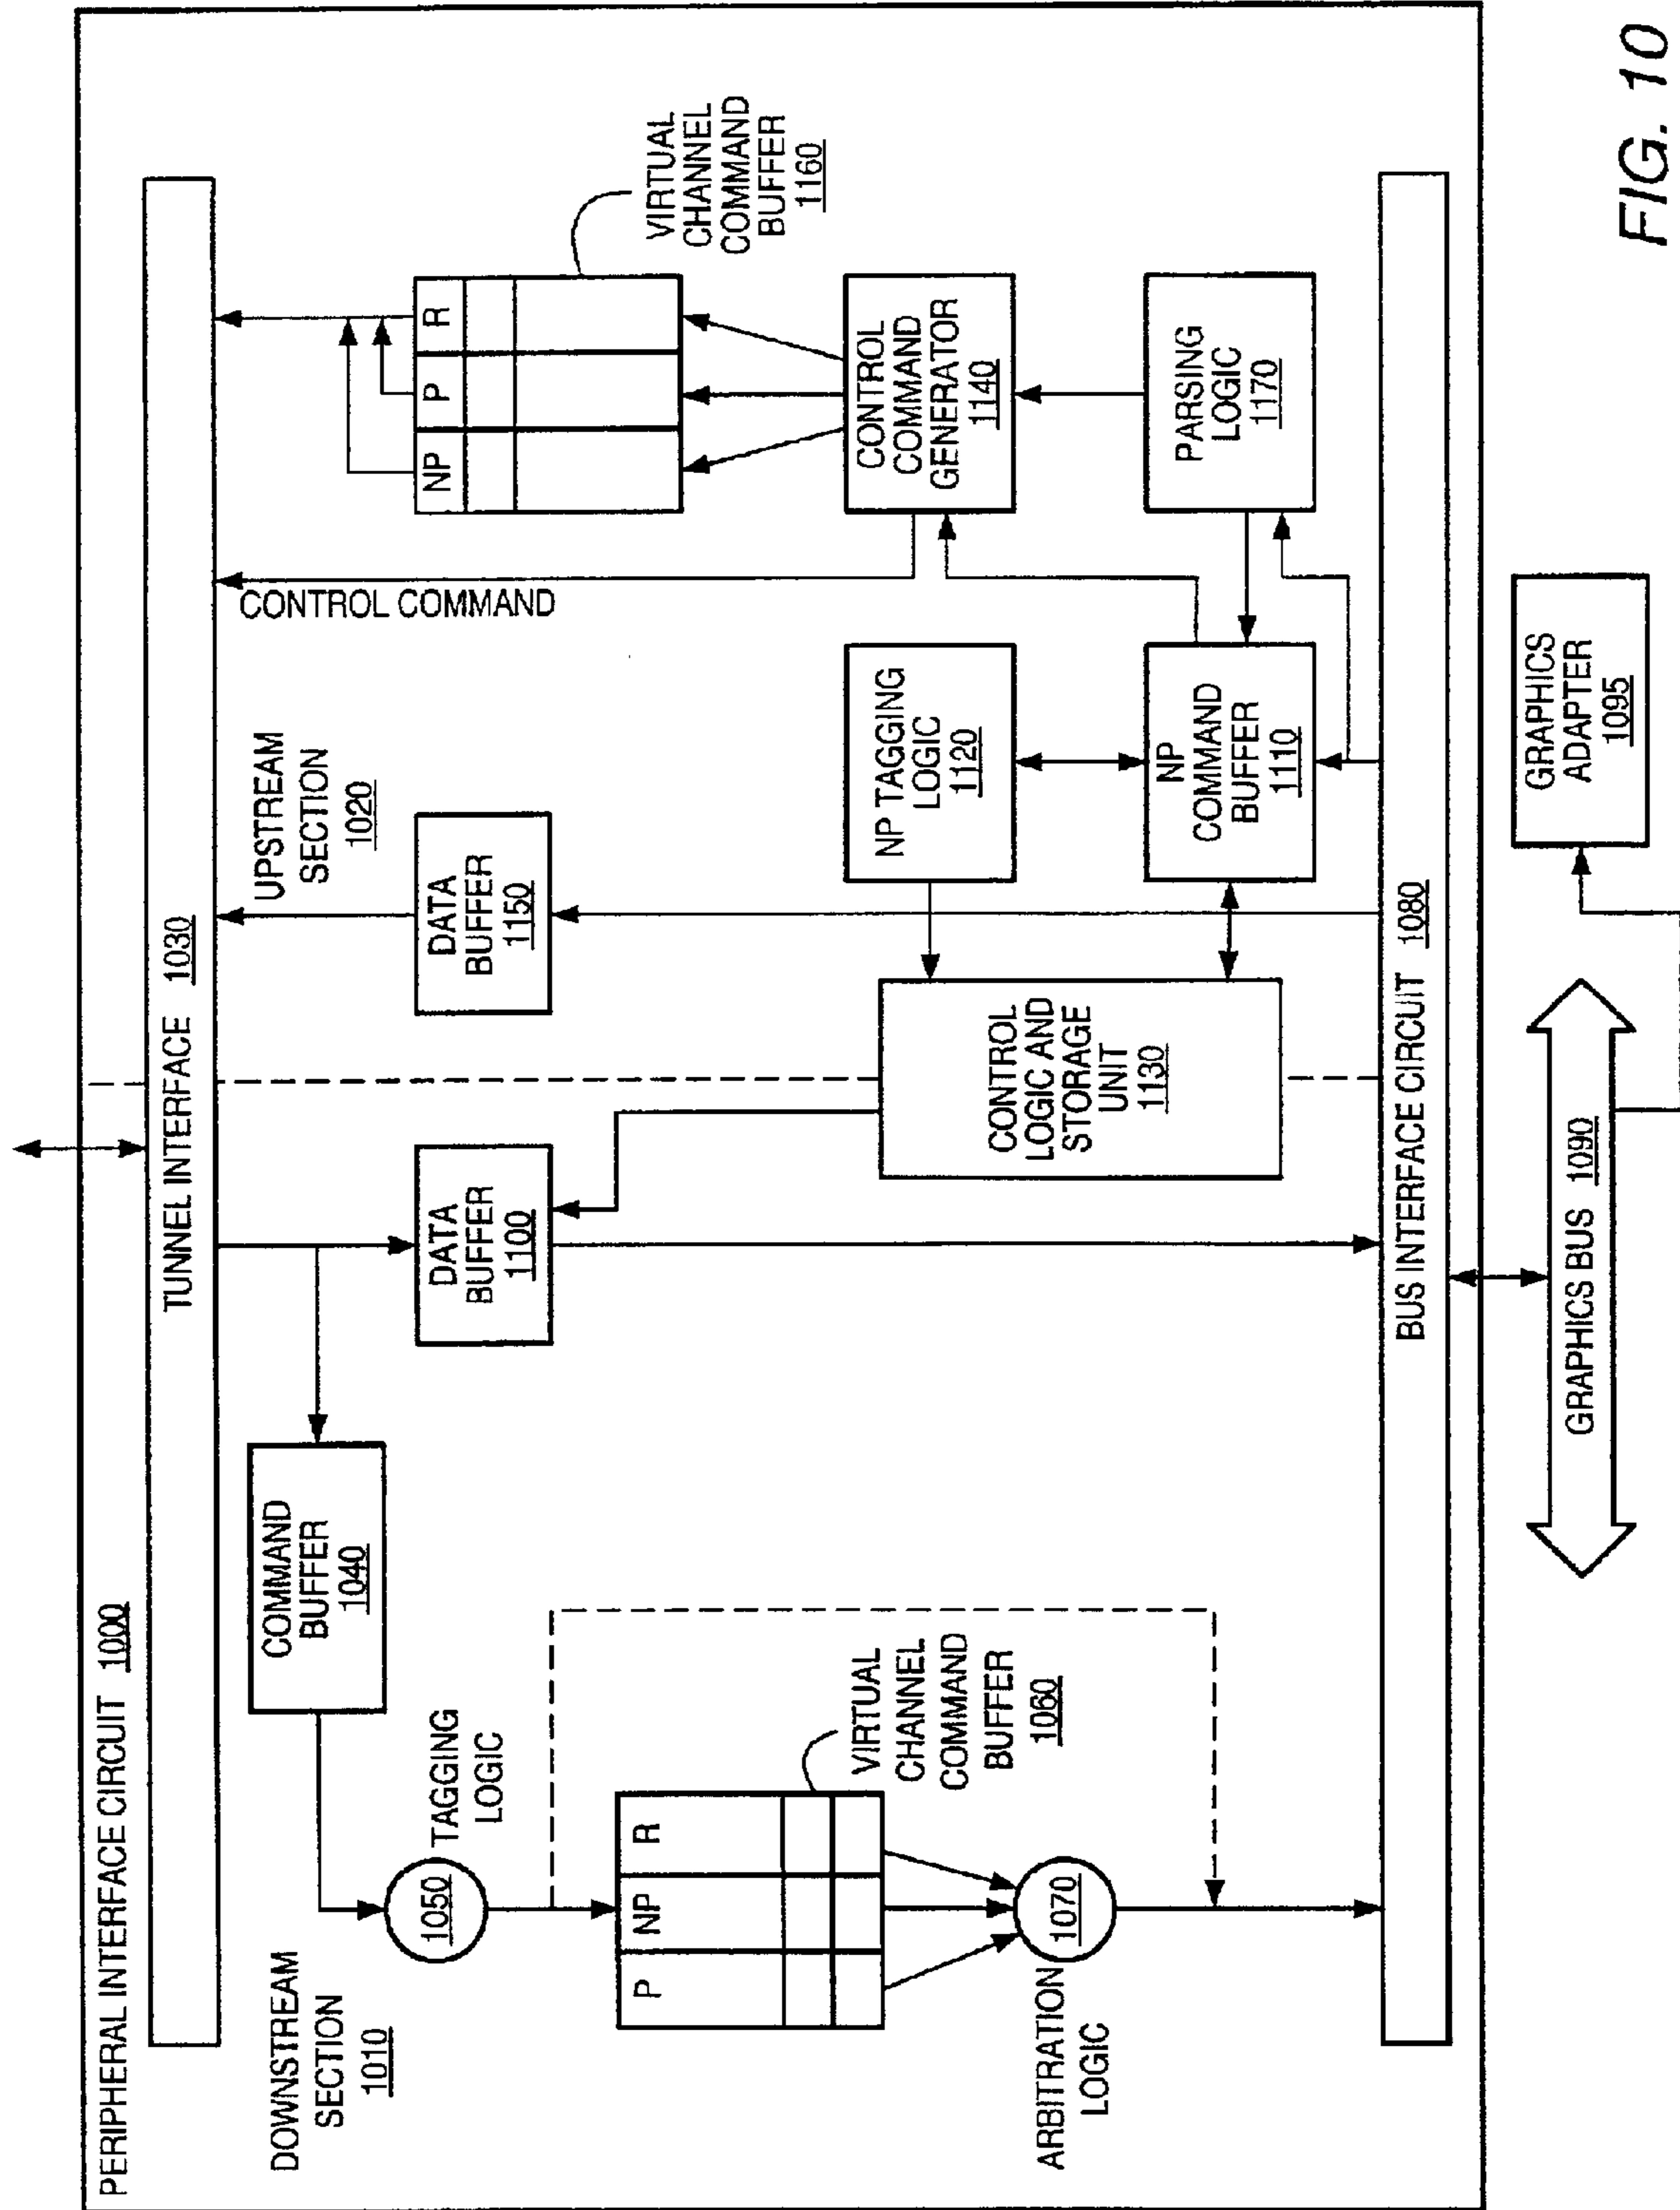 PERIPHERAL INTERFACE CIRCUIT 1000
TUNNEL INTERFACE 1030
DOWNSTREAM
SECTION
1010
COMMAND
BUFFER
1040
UPSTREAM
SECTION
1020
CONTROL COMMAND
1050
TAGGING
LOGIC
DATA
BUFFER
1100
DATA
BUFFER
1150
NP
P
R
VIRTUAL
CHANNEL
COMMAND
BUFFER
1160
P
NP
R
VIRTUAL
CHANNEL
COMMAND
BUFFER
1060
CONTROL
LOGIC AND
STORAGE
UNIT
1130
NP TAGGING
LOGIC
1120
CONTROL
COMMAND
GENERATOR
1140
ARBITRATION
LOGIC
1070
NP
COMMAND
BUFFER
1110
PARSING
LOGIC
1170
BUS INTERFACE CIRCUIT 1080
GRAPHICS BUS 1090
GRAPHICS
ADAPTER
1095
FIG. 10